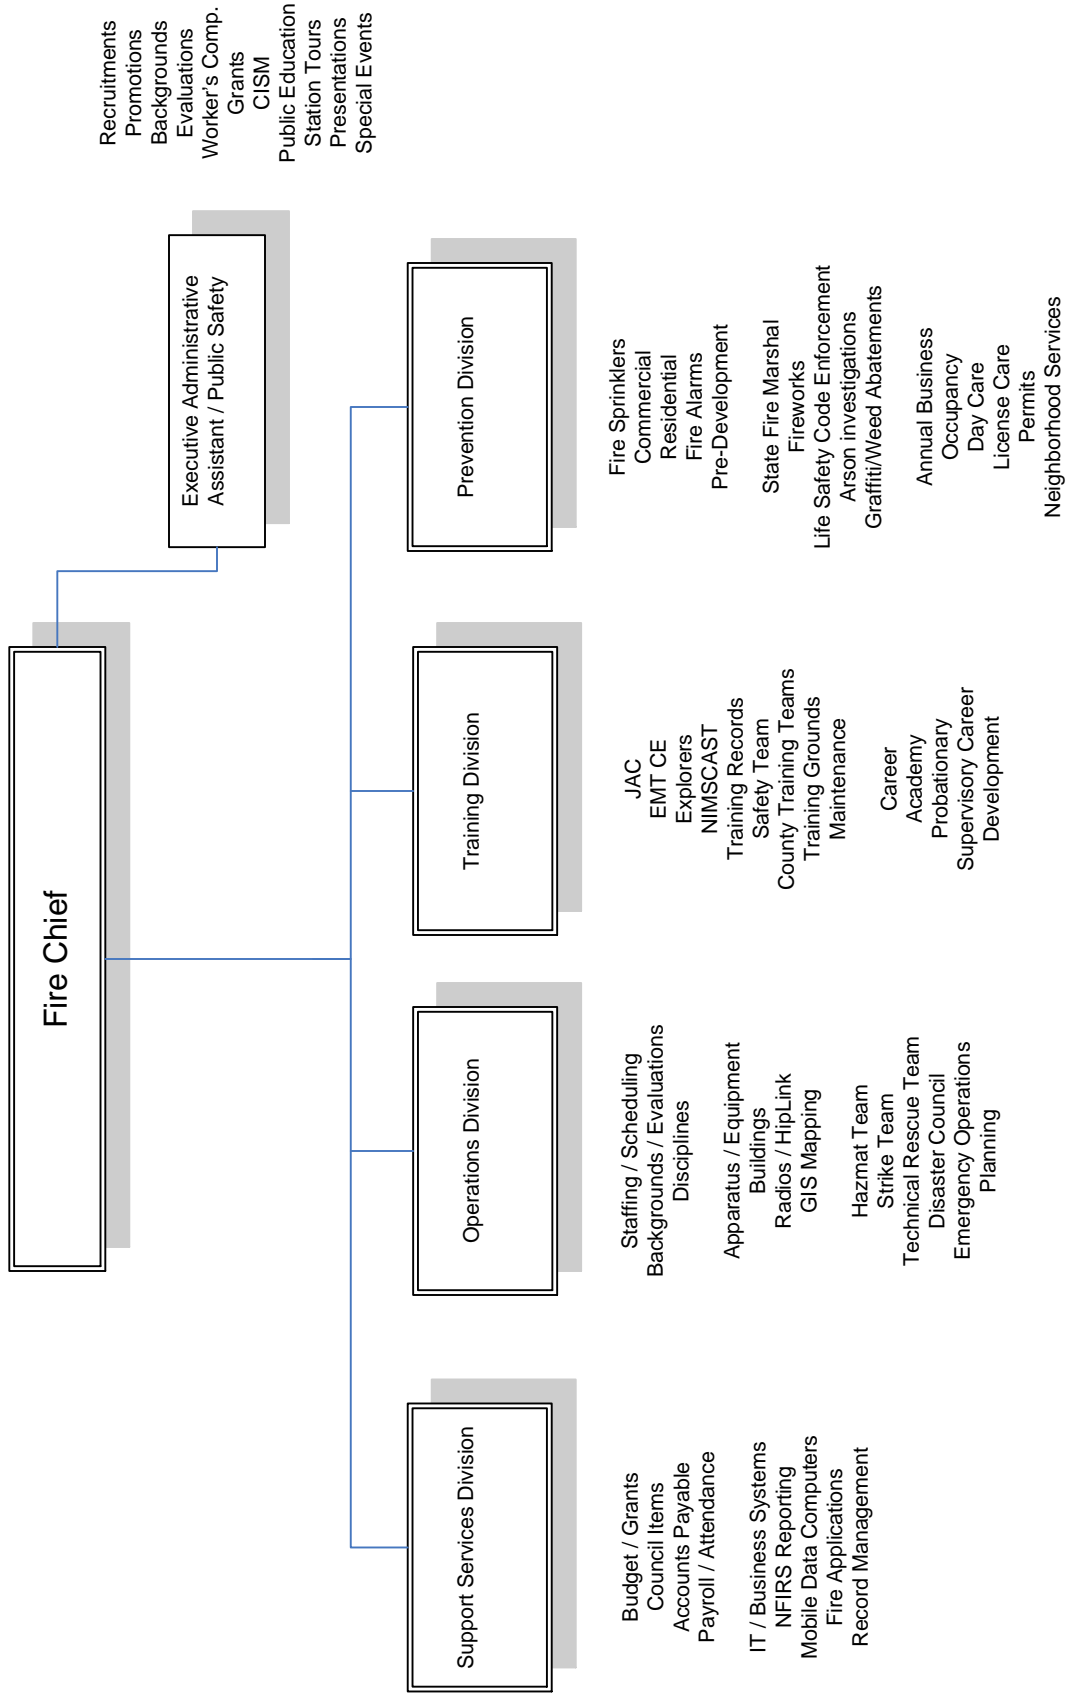 Fire Chief
Executive Administrative
Assistant / Public Safety
Recruitments
Promotions
Backgrounds
Evaluations
Worker's Comp.
Grants
CISM
Public Education
Station Tours
Presentations
Special Events
Support Services Division
Budget / Grants
Council Items
Accounts Payable
Payroll / Attendance
IT / Business Systems
NFIRS Reporting
Mobile Data Computers
Fire Applications
Record Management
Operations Division
Staffing / Scheduling
Backgrounds / Evaluations
Disciplines
Apparatus / Equipment
Buildings
Radios / HipLink
GIS Mapping
Hazmat Team
Strike Team
Technical Rescue Team
Disaster Council
Emergency Operations
Planning
Training Division
JAC
EMT CE
Explorers
NIMSCAST
Training Records
Safety Team
County Training Teams
Training Grounds
Maintenance
Career
Academy
Probationary
Supervisory Career
Development
Prevention Division
Fire Sprinklers
Commercial
Residential
Fire Alarms
Pre-Development
State Fire Marshal
Fireworks
Life Safety Code Enforcement
Arson investigations
Graffiti/Weed Abatements
Annual Business
Occupancy
Day Care
License Care
Permits
Neighborhood Services